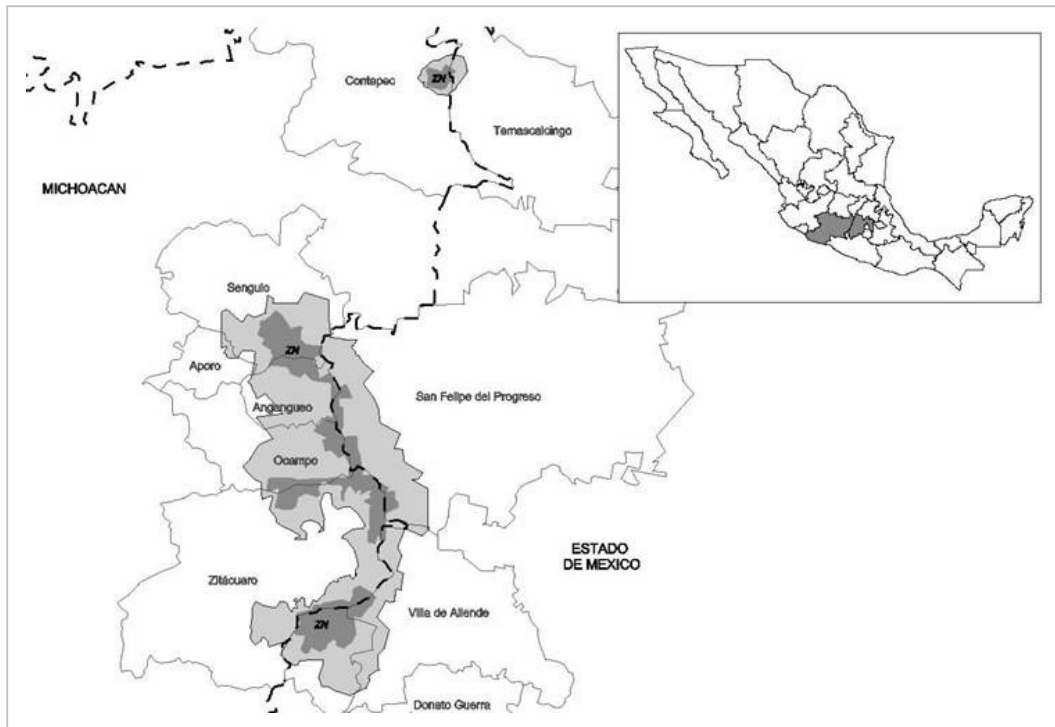 Contepec
ZN
Temascalcingo
MICHOACAN
Senguio
ZN
Aporo
Angangueo
San Felipe del Progreso
Ocampo
ESTADO
DE MEXICO
Zitácuaro
Villa de Allende
ZN
Donato Guerra